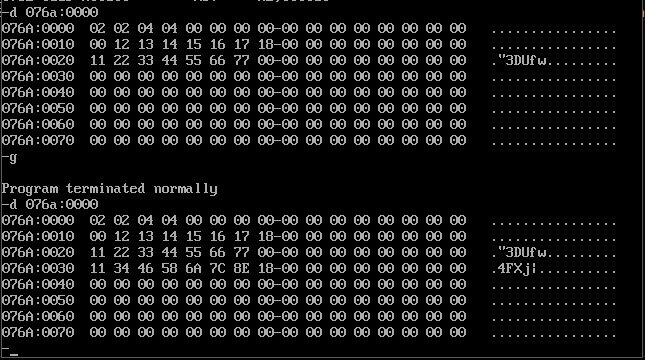 -d 076a:0000
076A:0000  02 02 04 04 00 00 00 00-00 00 00 00 00 00 00 00   ................
076A:0010  00 12 13 14 15 16 17 18-00 00 00 00 00 00 00 00   ................
076A:0020  11 22 33 44 55 66 77 00-00 00 00 00 00 00 00 00   ."3DUfw.........
076A:0030  00 00 00 00 00 00 00 00-00 00 00 00 00 00 00 00   ................
076A:0040  00 00 00 00 00 00 00 00-00 00 00 00 00 00 00 00   ................
076A:0050  00 00 00 00 00 00 00 00-00 00 00 00 00 00 00 00   ................
076A:0060  00 00 00 00 00 00 00 00-00 00 00 00 00 00 00 00   ................
076A:0070  00 00 00 00 00 00 00 00-00 00 00 00 00 00 00 00   ................
-g
Program terminated normally
-d 076a:0000
076A:0000  02 02 04 04 00 00 00 00-00 00 00 00 00 00 00 00   ................
076A:0010  00 12 13 14 15 16 17 18-00 00 00 00 00 00 00 00   ................
076A:0020  11 22 33 44 55 66 77 00-00 00 00 00 00 00 00 00   ."3DUfw.........
076A:0030  11 34 46 58 6A 7C 8E 18-00 00 00 00 00 00 00 00   .4FXj|..........
076A:0040  00 00 00 00 00 00 00 00-00 00 00 00 00 00 00 00   ................
076A:0050  00 00 00 00 00 00 00 00-00 00 00 00 00 00 00 00   ................
076A:0060  00 00 00 00 00 00 00 00-00 00 00 00 00 00 00 00   ................
076A:0070  00 00 00 00 00 00 00 00-00 00 00 00 00 00 00 00   ................
-_